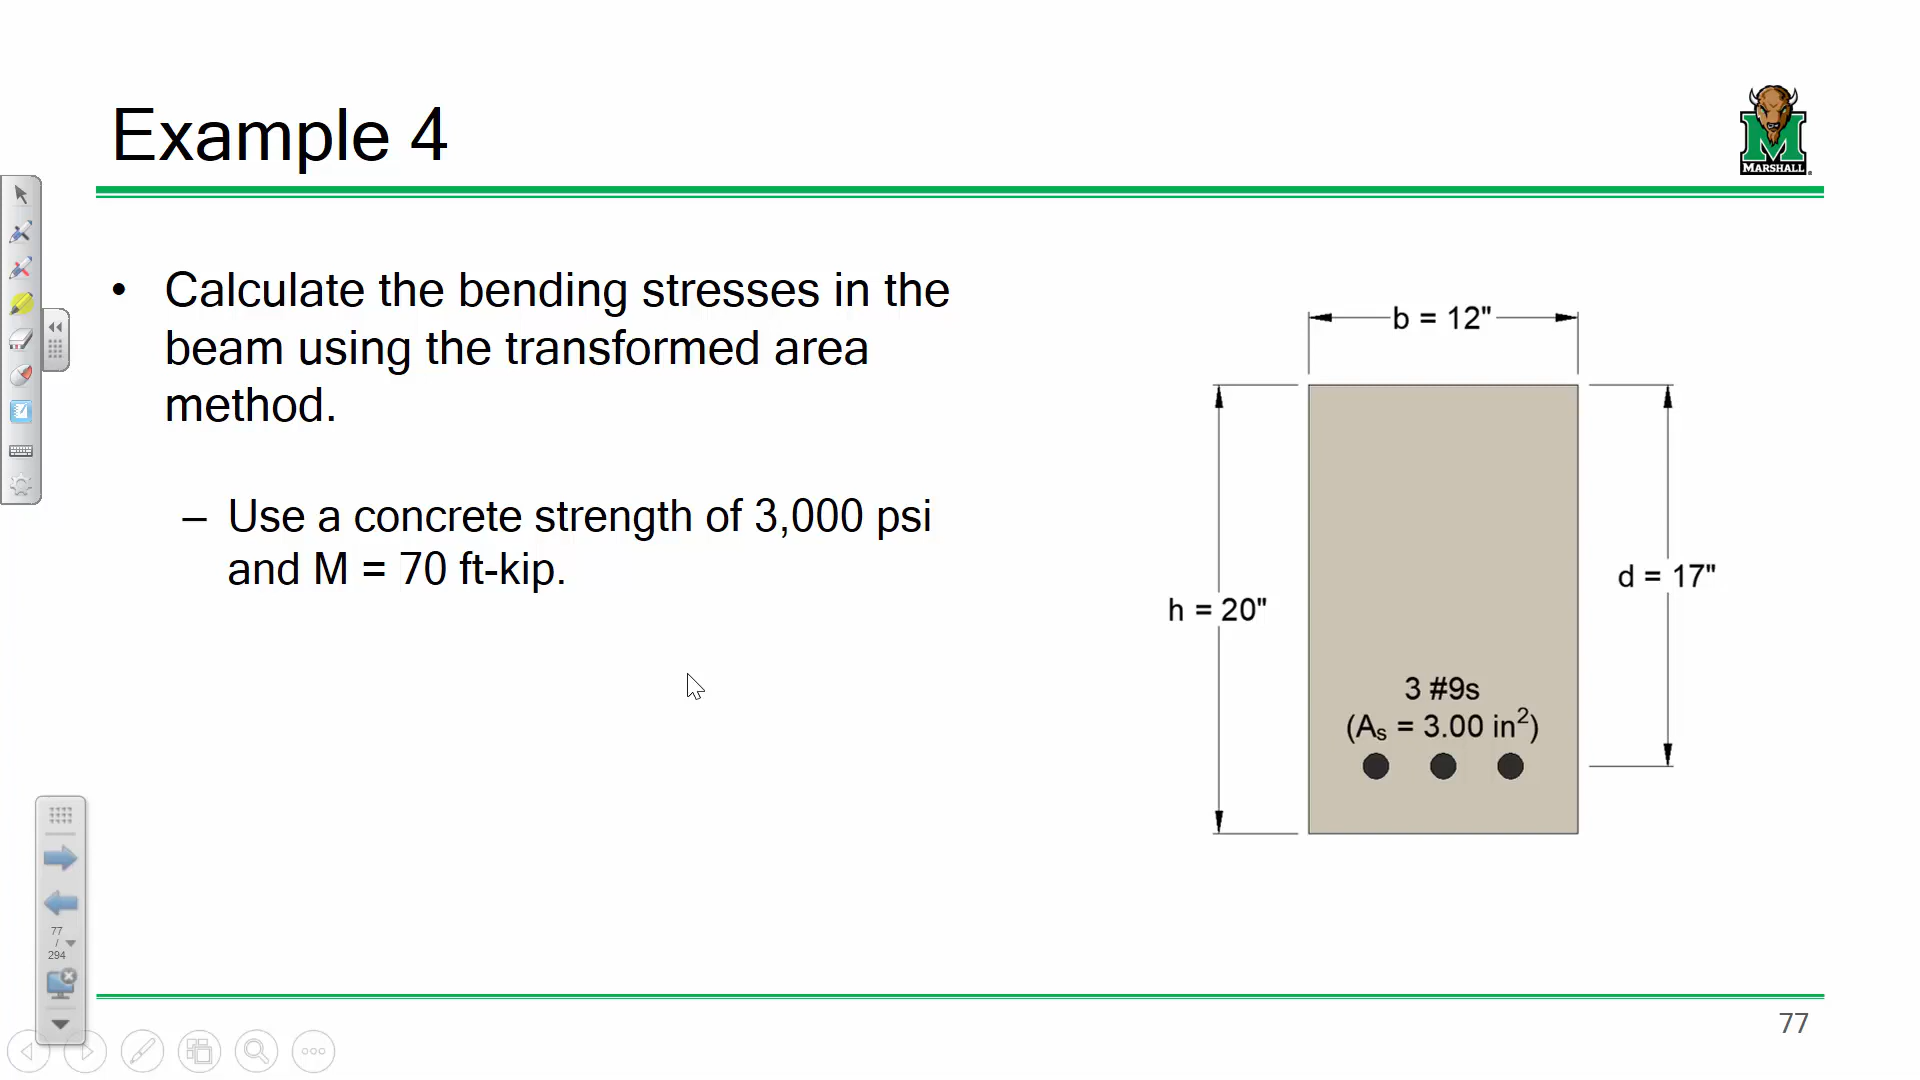 Example 4
MARSHALL
• Calculate the bending stresses in the
beam using the transformed area
method.
– Use a concrete strength of 3,000 psi
and M = 70 ft-kip.
b = 12"
d = 17"
h = 20"
3 #9s
(Aₛ = 3.00 in²)
77
/
294
77